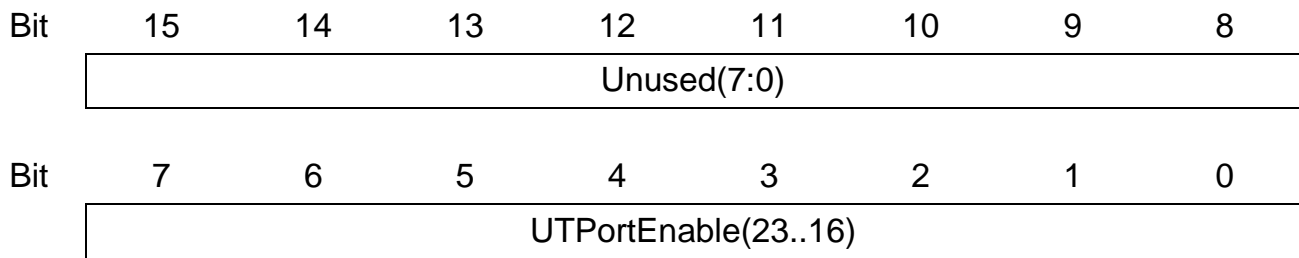 Bit 15 14 13 12 11 10 9 8
Unused(7:0)
Bit 7 6 5 4 3 2 1 0
UTPortEnable(23..16)